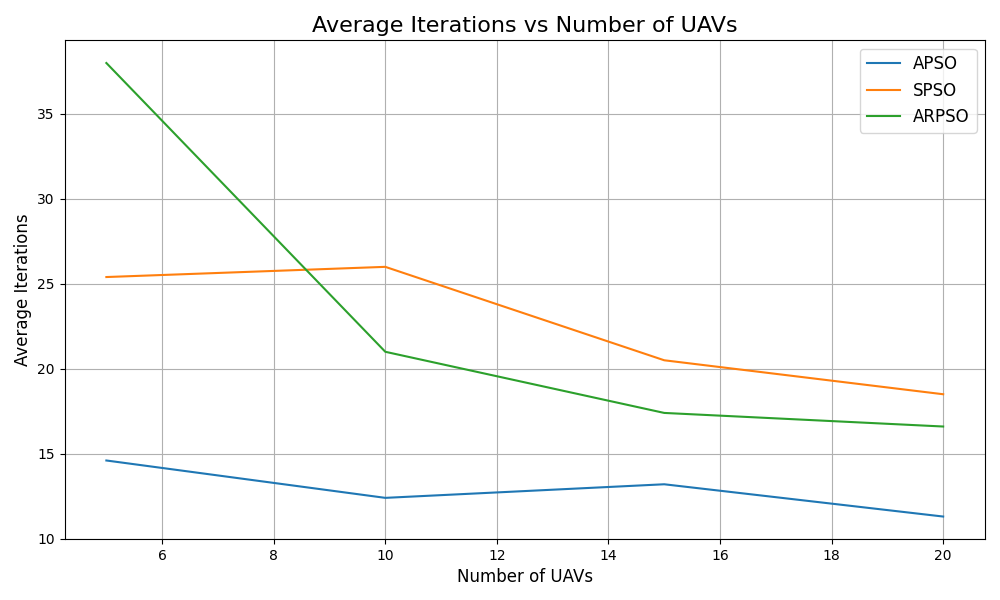 Average Iterations vs Number of UAVs
APSO
SPSO
ARPSO
Average Iterations
35
30
25
20
15
10
6 8 10 12 14 16 18 20
Number of UAVs